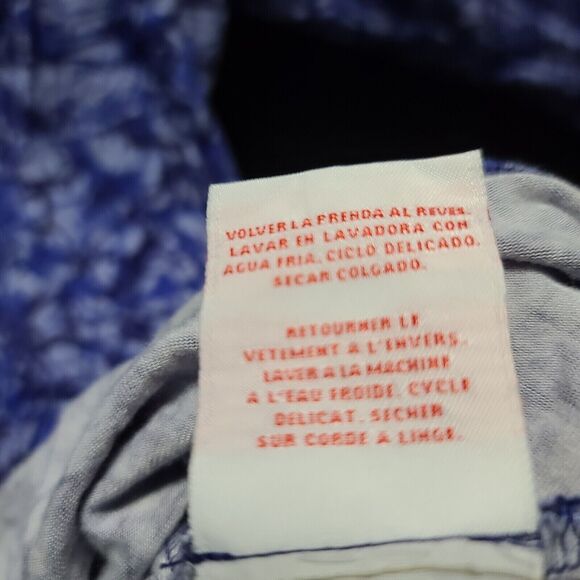 VOLVER LA PRENDA AL REVES.
LAVAR EN LAVADORA CON
AGUA FRIA, CICLO DELICADO.
SECAR COLGADO.
RETOURNER LE
VETEMENT A L'ENVERS.
LAVER A LA MACHINE
A L'EAU FROIDE, CYCLE
DELICAT. SECHER
SUR CORDE A LINGE.